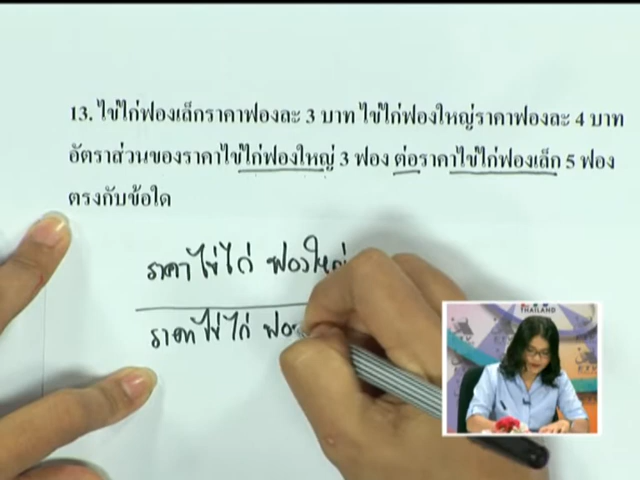 13. ไข่ไก่ฟองเล็กราคาฟองละ 3 บาท ไข่ไก่ฟองใหญ่ราคาฟองละ 4 บาท
อัตราส่วนของราคาไข่ไก่ฟองใหญ่ 3 ฟอง ต่อราคาไข่ไก่ฟองเล็ก 5 ฟอง
ตรงกับข้อใด
ราคาไข่ไก่ ฟองใหญ่
ราคาไข่ไก่ ฟอ
THAILAND